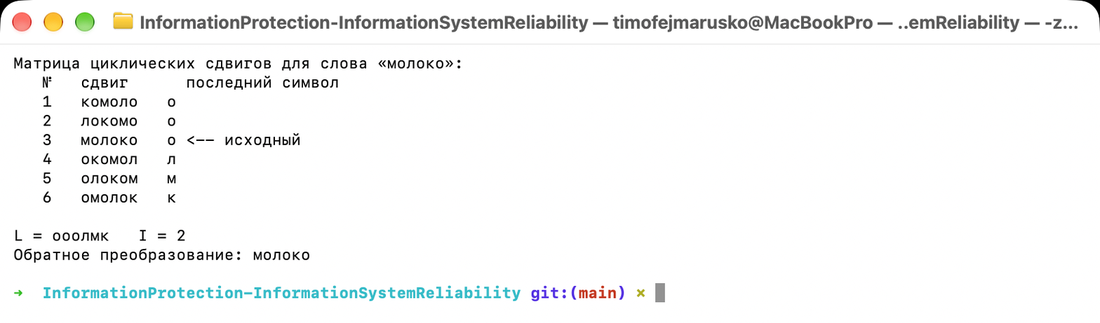 InformationProtection-InformationSystemReliability — timofejmarusko@MacBookPro — ..emReliability — -z...
Матрица циклических сдвигов для слова «молоко»:
№ сдвиг последний символ
1 комоло о
2 локомо о
3 молоко о <-- исходный
4 окомол л
5 олоком м
6 омолок к
L = ооолмк I = 2
Обратное преобразование: молоко
→ InformationProtection-InformationSystemReliability git:(main) ×